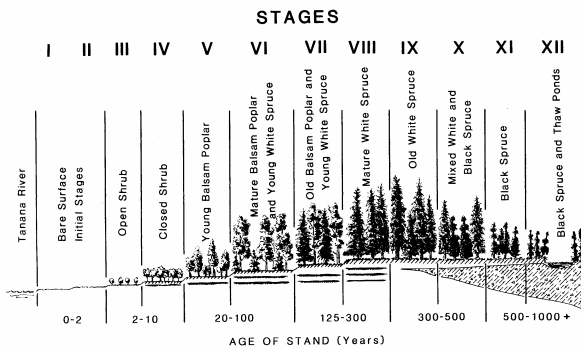 STAGES
I II III IV V VI VII VIII IX X XI XII
Tanana River
Bare Surface
Initial Stages
Open Shrub
Closed Shrub
Young Balsam Poplar
Mature Balsam Poplar
and Young White Spruce
Old Balsam Poplar and
Young White Spruce
Mature White Spruce
Old White Spruce
Mixed White and
Black Spruce
Black Spruce
Black Spruce and Thaw Ponds
0-2 2-10 20-100 125-300 300-500 500-1000+
AGE OF STAND (Years)